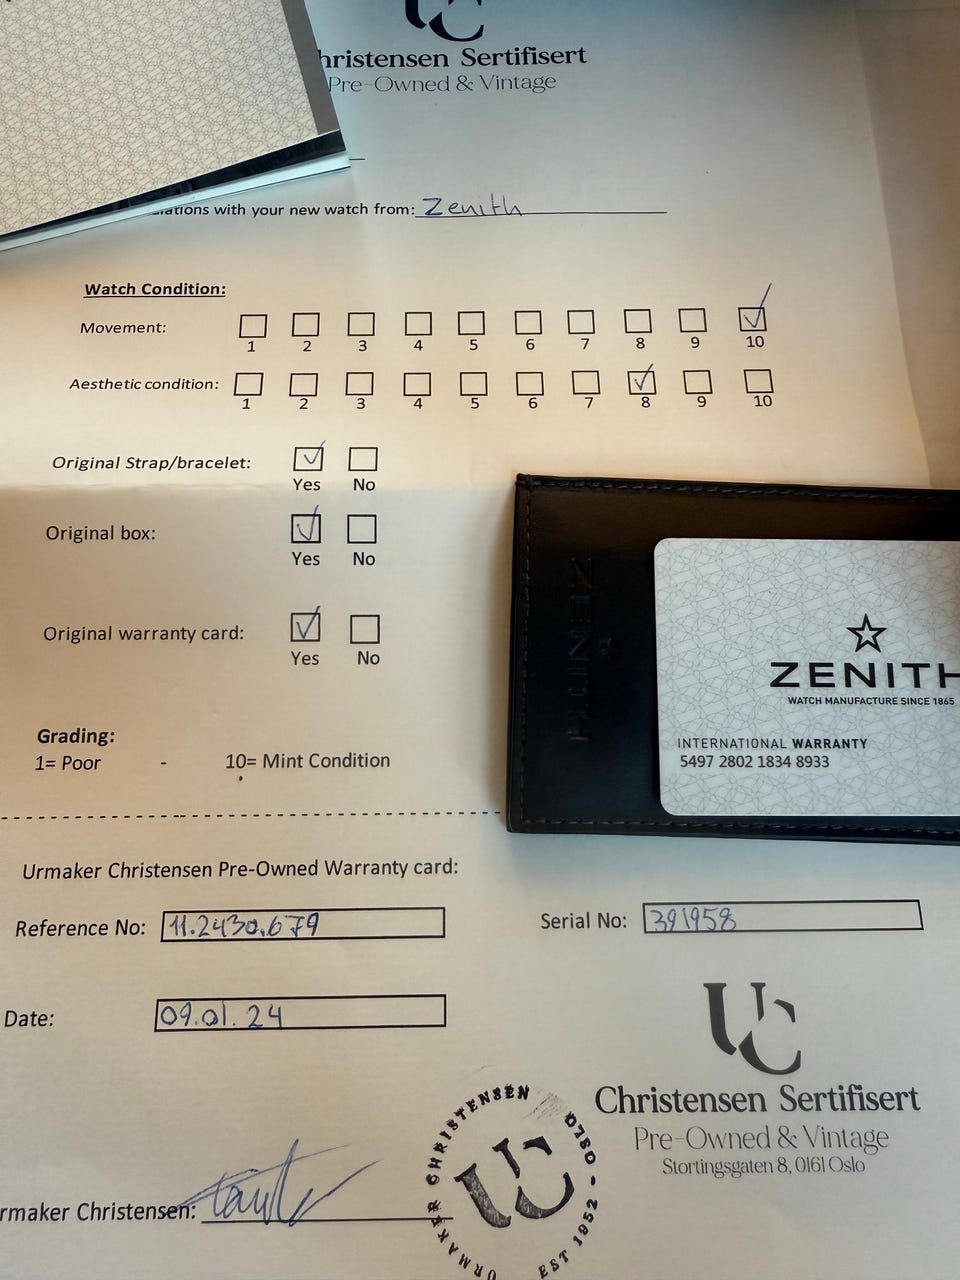 UC
hristensen Sertifisert
Pre-Owned & Vintage
with your new watch from: Zenith
Watch Condition:
Movement:
1 2 3 4 5 6 7 8 9 10
Aesthetic condition:
1 2 3 4 5 6 7 8 9 10
Original Strap/bracelet:
Yes No
Original box:
Yes No
Original warranty card:
Yes No
Grading:
1= Poor - 10= Mint Condition
ZENITH
ZENITH
WATCH MANUFACTURE SINCE 1865
INTERNATIONAL WARRANTY
5497 2802 1834 8933
Urmaker Christensen Pre-Owned Warranty card:
Reference No: 11.2430.679
Serial No: 391958
Date: 09.01.24
UC
Christensen Sertifisert
Pre-Owned & Vintage
Stortingsgaten 8, 0161 Oslo
rmaker Christensen:
URMAKER CHRISTENSEN OSLO - EST 1952 -
UC